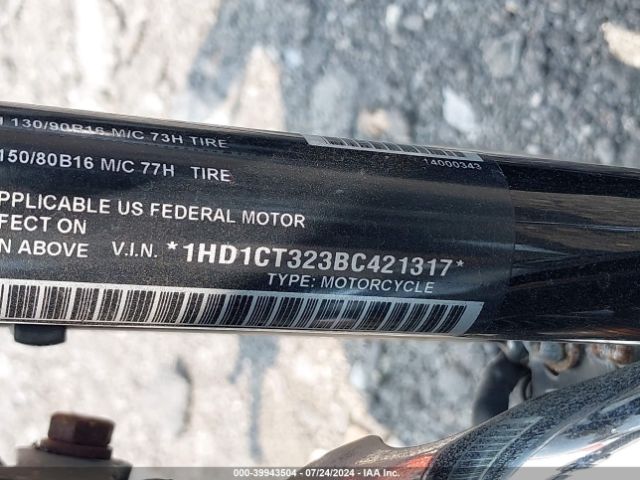 130/90B16 M/C 73H TIRE
150/80B16 M/C 77H TIRE
14000343
APPLICABLE US FEDERAL MOTOR
FECT ON
N ABOVE V.I.N. *1HD1CT323BC421317*
TYPE: MOTORCYCLE
000-39943504 | 07/24/2024 - IAA Inc.